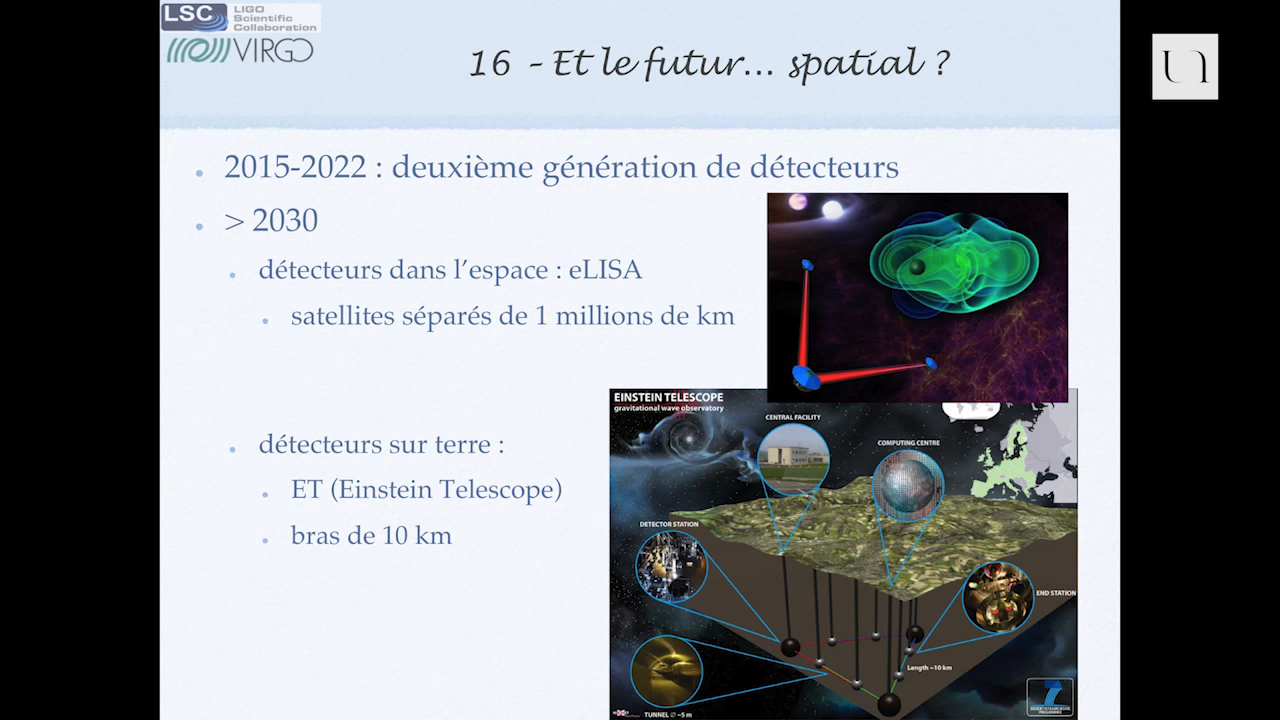 LSC
LIGO
Scientific
Collaboration
VIRGO
16 – Et le futur... spatial ?
2015-2022 : deuxième génération de détecteurs
> 2030
détecteurs dans l'espace : eLISA
satellites séparés de 1 millions de km
détecteurs sur terre :
ET (Einstein Telescope)
bras de 10 km
EINSTEIN TELESCOPE
gravitational wave observatory
CENTRAL FACILITY
COMPUTING CENTRE
DETECTOR STATION
END STATION
Length ~10 km
TUNNEL ∅ ~5 m